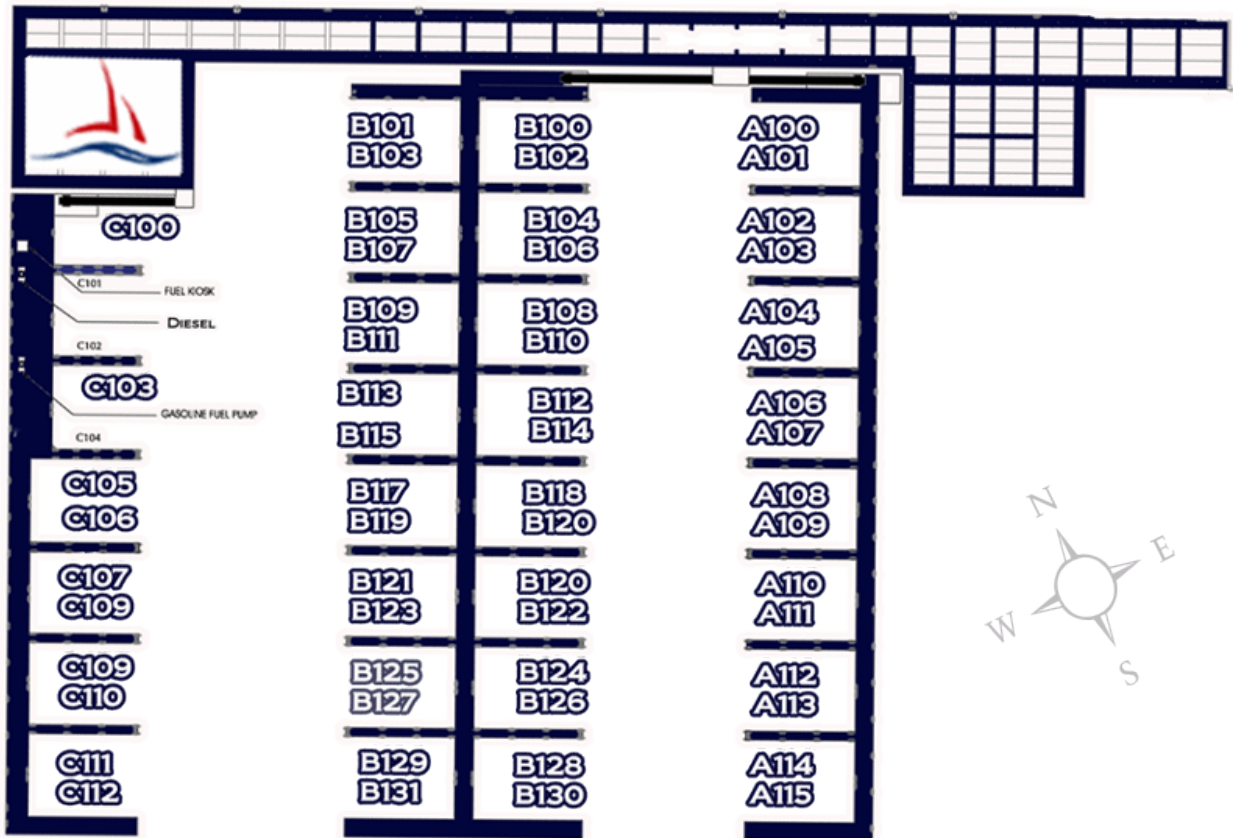 B101
B103
B100
B102
A100
A101
C100
B105
B107
B104
B106
A102
A103
C101
FUEL KIOSK
DIESEL
B109
B111
B108
B110
A104
A105
C102
C103
GASOLINE FUEL PUMP
B113
B115
B112
B114
A106
A107
C104
C105
C106
B117
B119
B118
B120
A108
A109
C107
C109
B121
B123
B120
B122
A110
A111
C109
C110
B125
B127
B124
B126
A112
A113
C111
C112
B129
B131
B128
B130
A114
A115
N
E
W
S